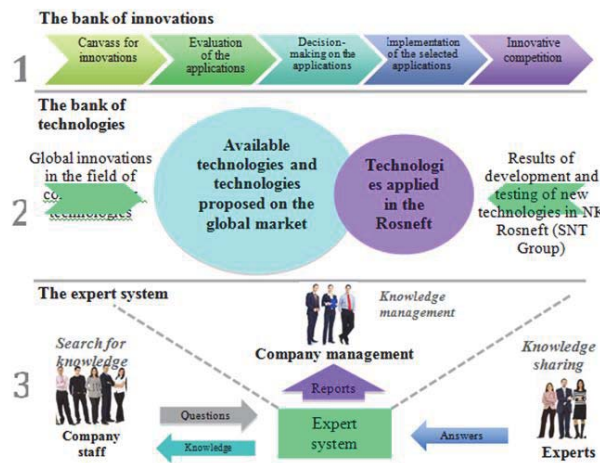 The bank of innovations
1
Canvass for
innovations
Evaluation
of the
applications
Decision-
making on the
applications
Implementation
of the selected
applications
Innovative
competition
The bank of
technologies
2
Global innovations
in the field of
technologies
Available
technologies and
technologies
proposed on the
global market
Technologi
es applied
in the
Rosneft
Results of
development and
testing of new
technologies in NK
Rosneft (SNT
Group)
The expert system
3
Search for
knowledge
Company
staff
Knowledge
management
Company management
Reports
Questions
Knowledge
Expert
system
Answers
Knowledge
sharing
Experts